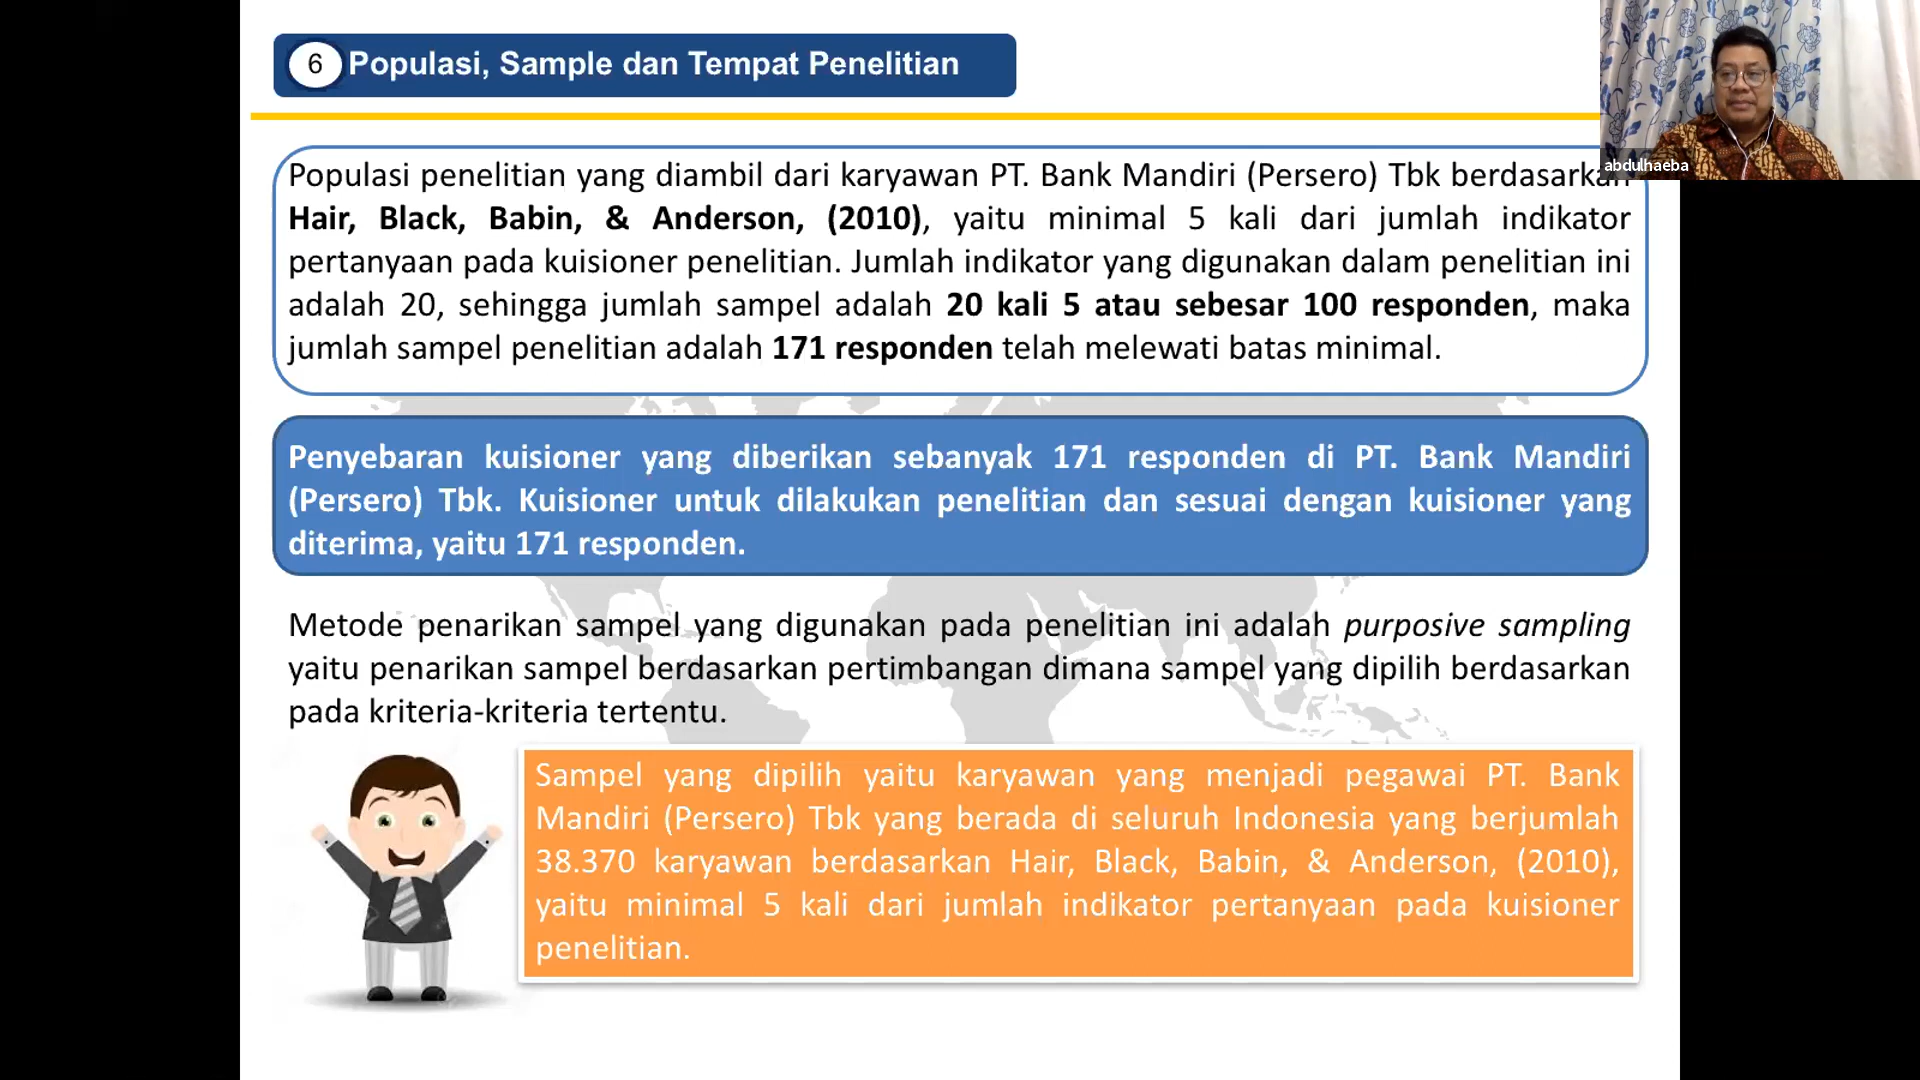 6 Populasi, Sample dan Tempat Penelitian
abdulhaeba
Populasi penelitian yang diambil dari karyawan PT. Bank Mandiri (Persero) Tbk berdasarkan
Hair, Black, Babin, & Anderson, (2010), yaitu minimal 5 kali dari jumlah indikator
pertanyaan pada kuisioner penelitian. Jumlah indikator yang digunakan dalam penelitian ini
adalah 20, sehingga jumlah sampel adalah 20 kali 5 atau sebesar 100 responden, maka
jumlah sampel penelitian adalah 171 responden telah melewati batas minimal.
Penyebaran kuisioner yang diberikan sebanyak 171 responden di PT. Bank Mandiri
(Persero) Tbk. Kuisioner untuk dilakukan penelitian dan sesuai dengan kuisioner yang
diterima, yaitu 171 responden.
Metode penarikan sampel yang digunakan pada penelitian ini adalah purposive sampling
yaitu penarikan sampel berdasarkan pertimbangan dimana sampel yang dipilih berdasarkan
pada kriteria-kriteria tertentu.
Sampel yang dipilih yaitu karyawan yang menjadi pegawai PT. Bank
Mandiri (Persero) Tbk yang berada di seluruh Indonesia yang berjumlah
38.370 karyawan berdasarkan Hair, Black, Babin, & Anderson, (2010),
yaitu minimal 5 kali dari jumlah indikator pertanyaan pada kuisioner
penelitian.